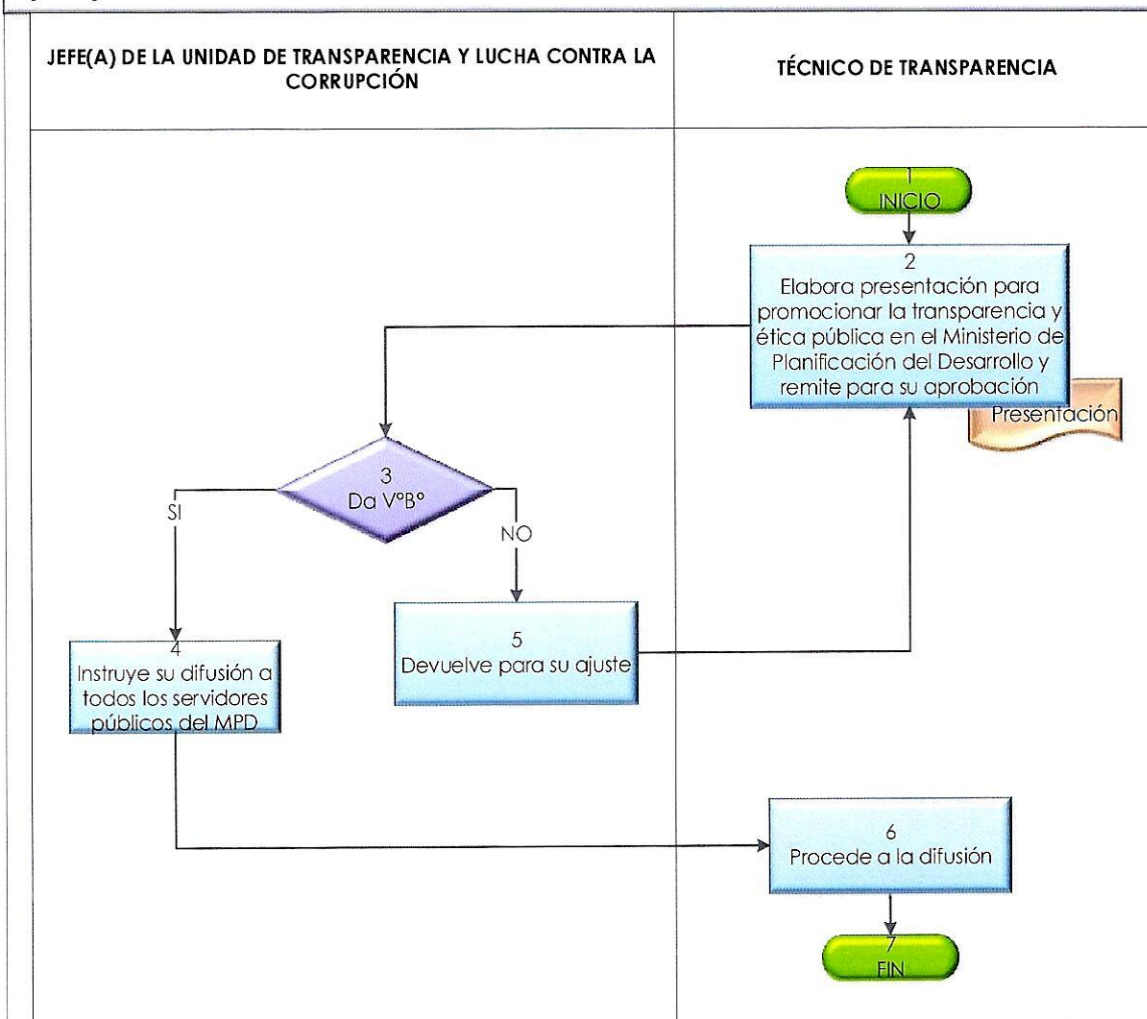 JEFE(A) DE LA UNIDAD DE TRANSPARENCIA Y LUCHA CONTRA LA
CORRUPCIÓN
TÉCNICO DE TRANSPARENCIA
1
INICIO
2
Elabora presentación para
promocionar la transparencia y
ética pública en el Ministerio de
Planificación del Desarrollo y
remite para su aprobación
Presentación
3
Da V°B°
SI
NO
4
Instruye su difusión a
todos los servidores
públicos del MPD
5
Devuelve para su ajuste
6
Procede a la difusión
7
FIN